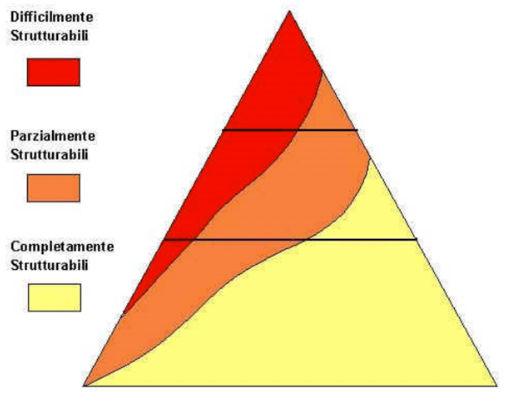 Difficilmente
Strutturabili
Parzialmente
Strutturabili
Completamente
Strutturabili